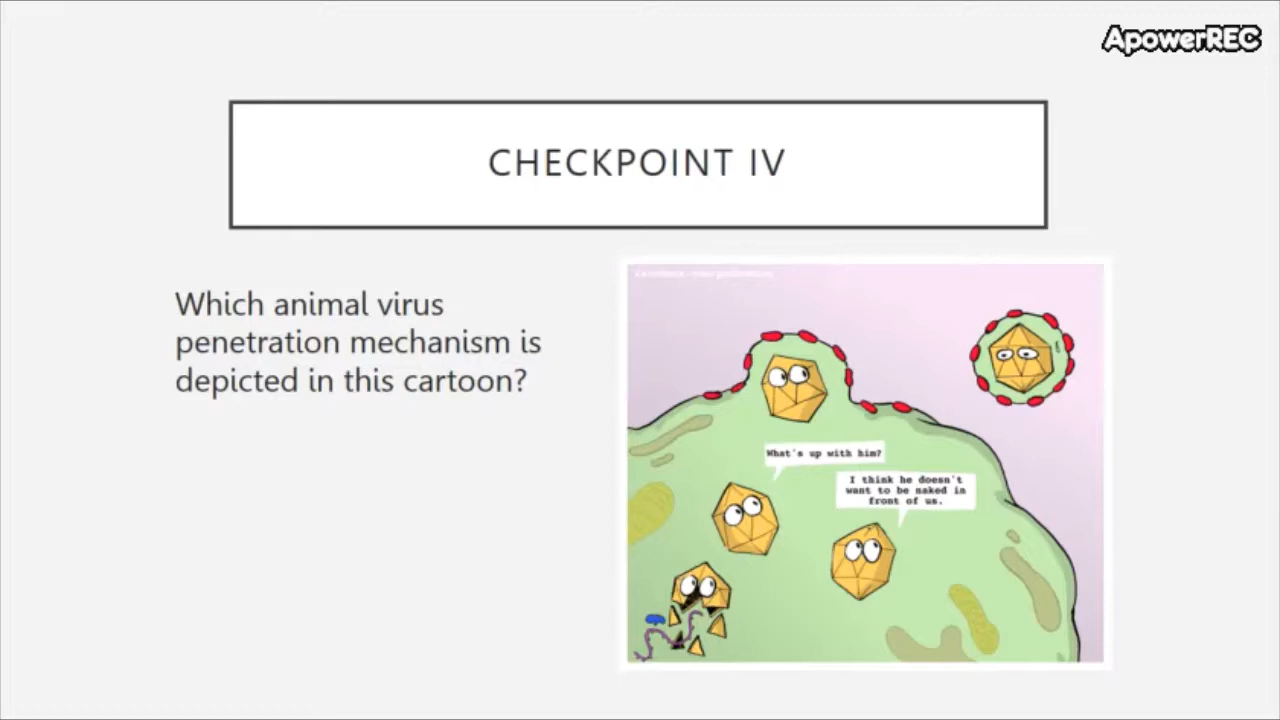 ApowerREC
CHECKPOINT IV
Which animal virus
penetration mechanism is
depicted in this cartoon?
What's up with him?
I think he doesn't
want to be naked in
front of us.